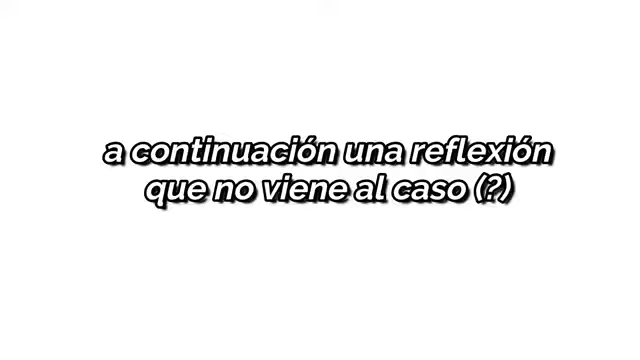 a continuación una reflexión
que no viene al caso (?)